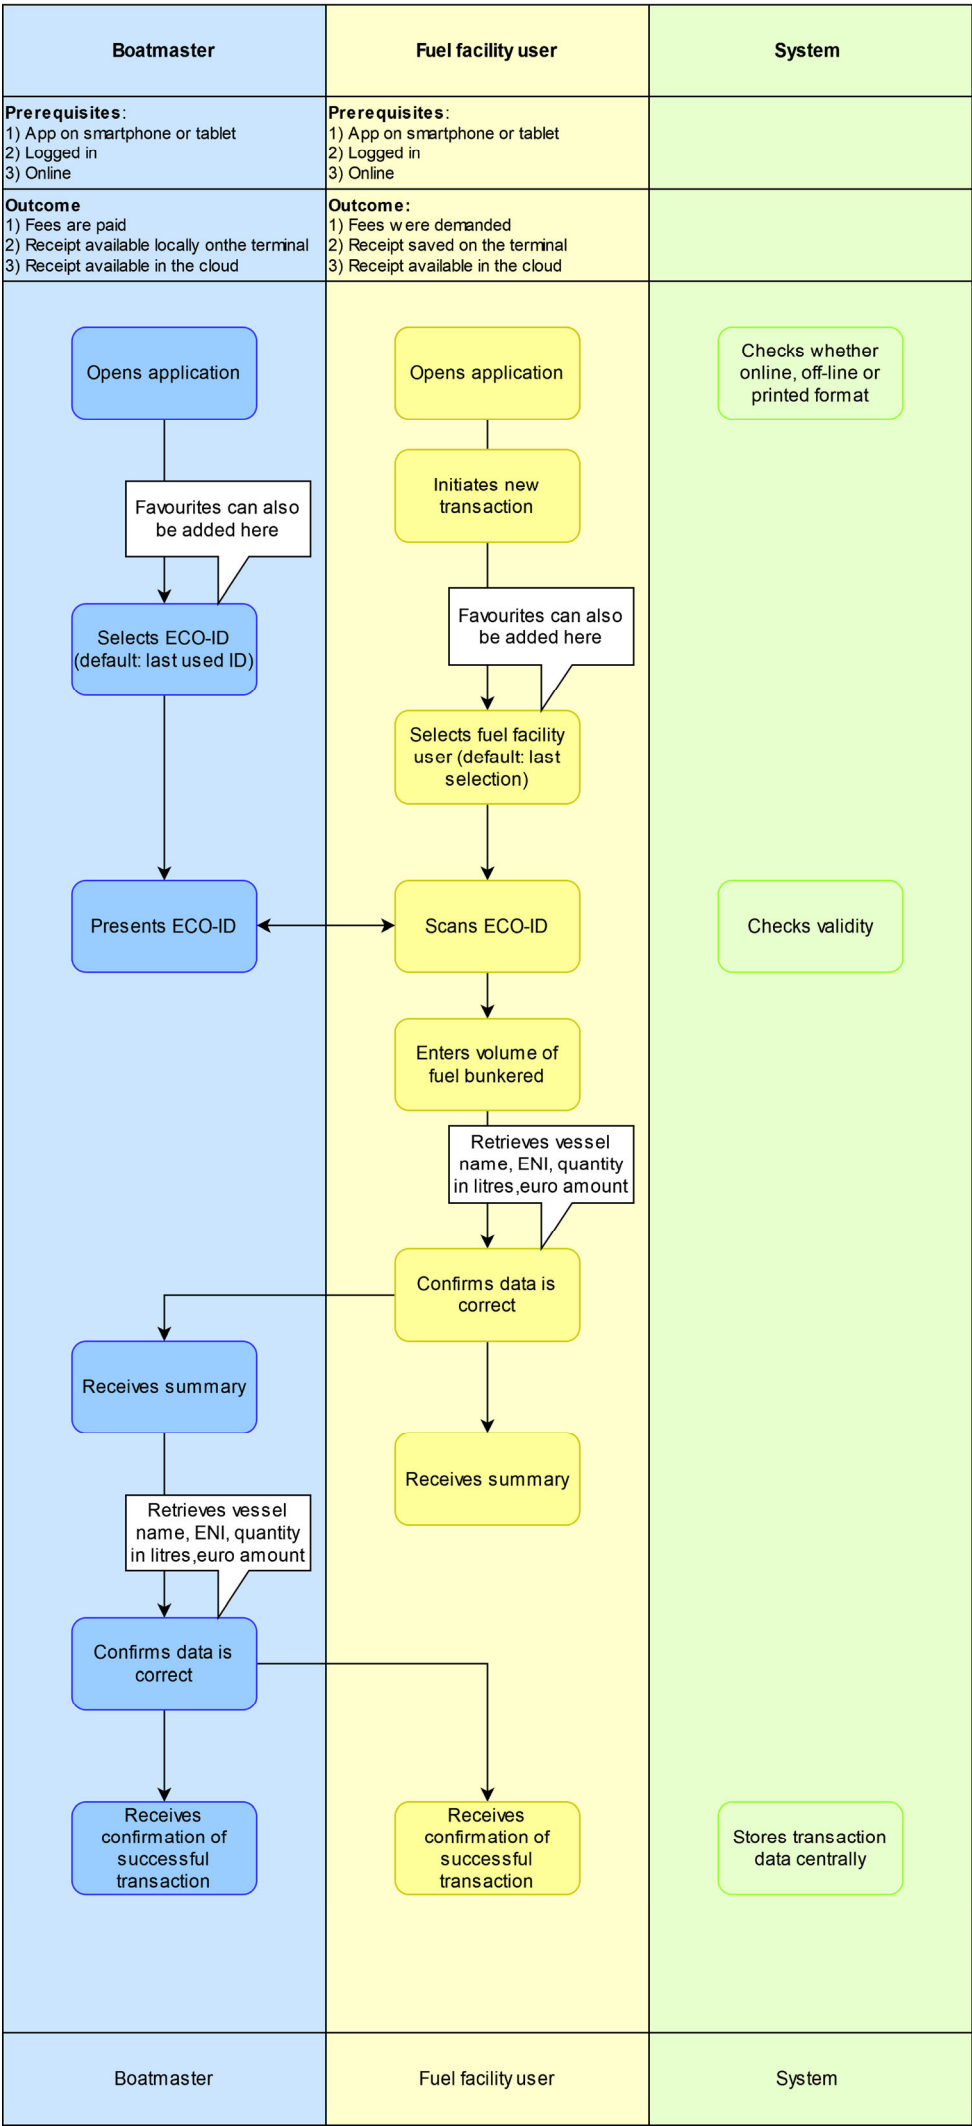 Boatmaster
Fuel facility user
System
Prerequisites:
1) App on smartphone or tablet
2) Logged in
3) Online
Prerequisites:
1) App on smartphone or tablet
2) Logged in
3) Online
Outcome
1) Fees are paid
2) Receipt available locally onthe terminal
3) Receipt available in the cloud
Outcome:
1) Fees were demanded
2) Receipt saved on the terminal
3) Receipt available in the cloud
Opens application
Opens application
Checks whether
online, off-line or
printed format
Initiates new
transaction
Favourites can also
be added here
Favourites can also
be added here
Selects ECO-ID
(default: last used ID)
Selects fuel facility
user (default: last
selection)
Presents ECO-ID
Scans ECO-ID
Checks validity
Enters volume of
fuel bunkered
Retrieves vessel
name, ENI, quantity
in litres,euro amount
Confirms data is
correct
Receives summary
Receives summary
Retrieves vessel
name, ENI, quantity
in litres,euro amount
Confirms data is
correct
Receives
confirmation of
successful
transaction
Receives
confirmation of
successful
transaction
Stores transaction
data centrally
Boatmaster
Fuel facility user
System